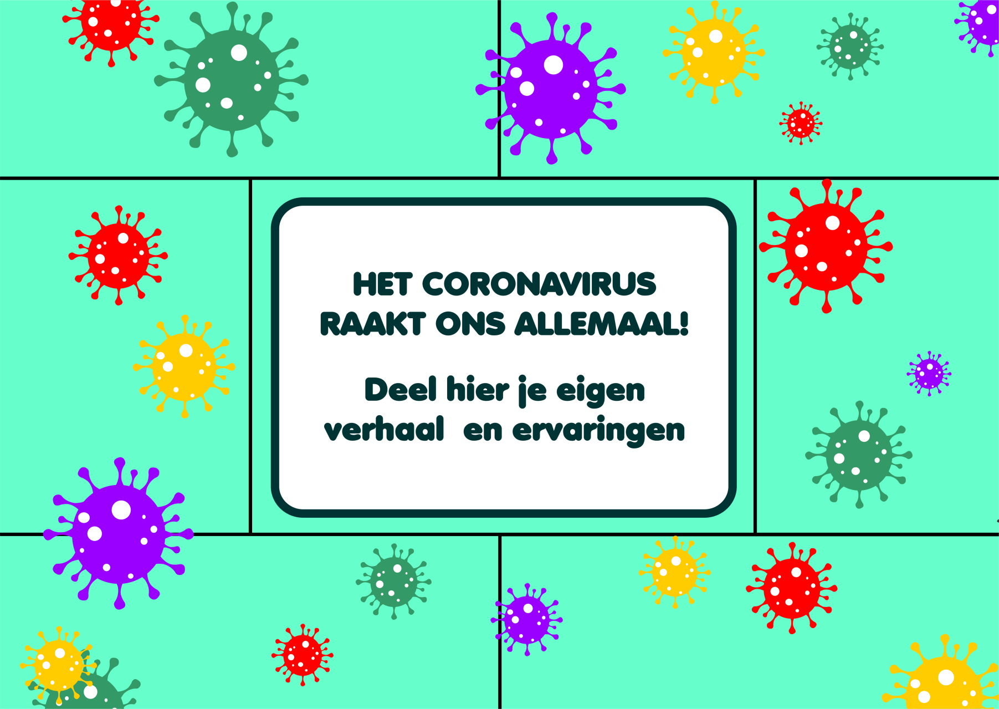 HET CORONAVIRUS
RAAKT ONS ALLEMAAL!
Deel hier je eigen
verhaal  en ervaringen